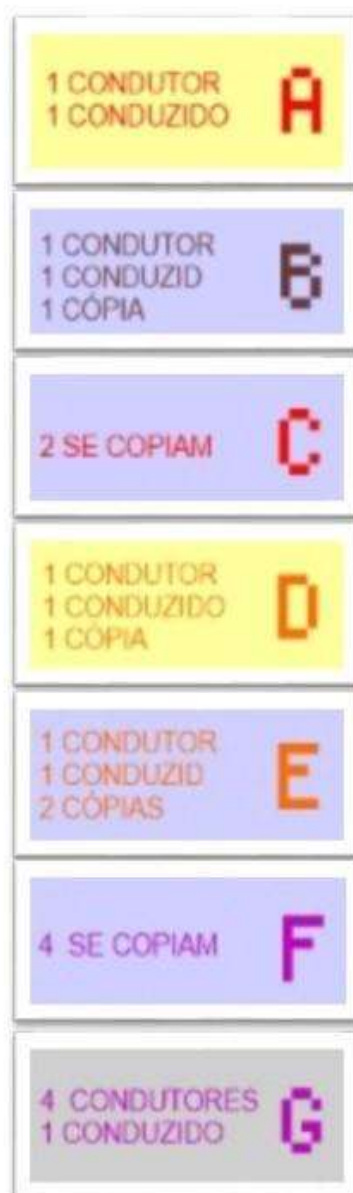 1 CONDUTOR
1 CONDUZIDO
A
1 CONDUTOR
1 CONDUZID
1 CÓPIA
B
2 SE COPIAM
C
1 CONDUTOR
1 CONDUZIDO
1 CÓPIA
D
1 CONDUTOR
1 CONDUZID
2 CÓPIAS
E
4 SE COPIAM
F
4 CONDUTORES
1 CONDUZIDO
G